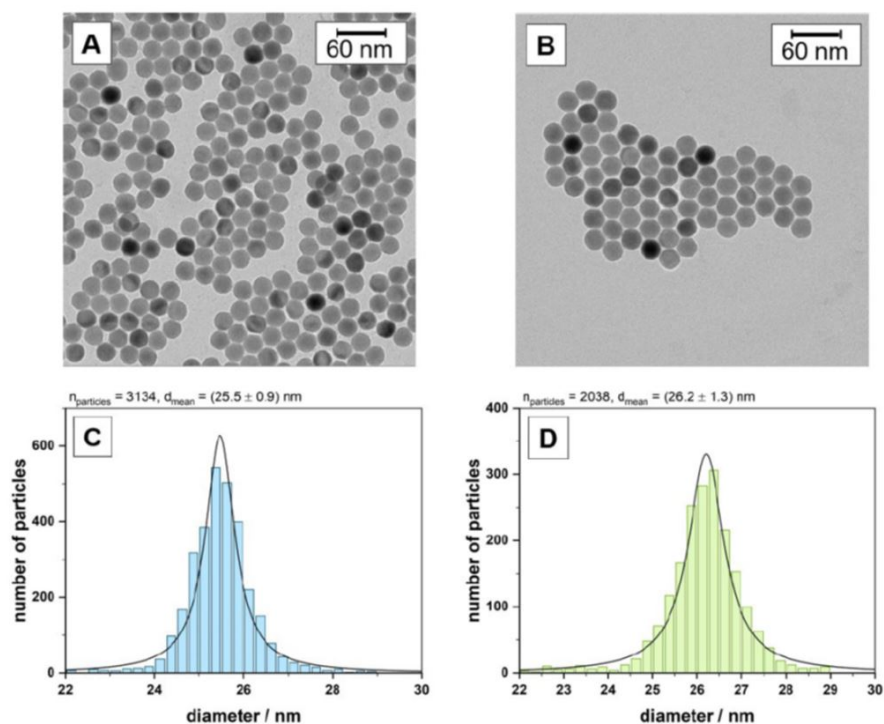 A
60 nm
B
60 nm
n_particles = 3134, d_mean = (25.5 ± 0.9) nm
C
600
400
200
0
22 24 26 28 30
number of particles
diameter / nm
n_particles = 2038, d_mean = (26.2 ± 1.3) nm
D
400
300
200
100
0
22 23 24 25 26 27 28 29 30
number of particles
diameter / nm